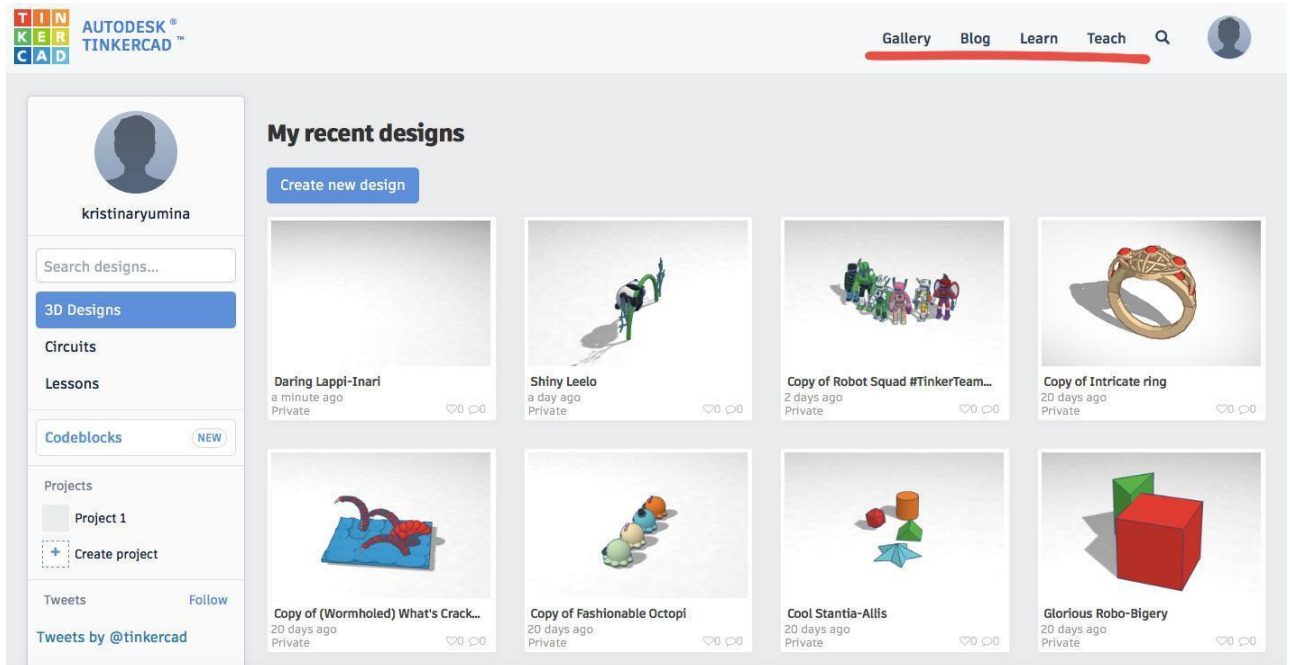 TIN
KER
CAD
AUTODESK ®
TINKERCAD ™
Gallery Blog Learn Teach
kristinaryumina
Search designs...
3D Designs
Circuits
Lessons
Codeblocks NEW
Projects
Project 1
+ Create project
Tweets Follow
Tweets by @tinkercad
My recent designs
Create new design
Daring Lappi-Inari
a minute ago
Private 0 0
Shiny Leelo
a day ago
Private 0 0
Copy of Robot Squad #TinkerTeam...
2 days ago
Private 0 0
Copy of Intricate ring
20 days ago
Private 0 0
Copy of (Wormholed) What's Crack...
20 days ago
Private 0 0
Copy of Fashionable Octopi
20 days ago
Private 0 0
Cool Stantia-Allis
20 days ago
Private 0 0
Glorious Robo-Bigery
20 days ago
Private 0 0